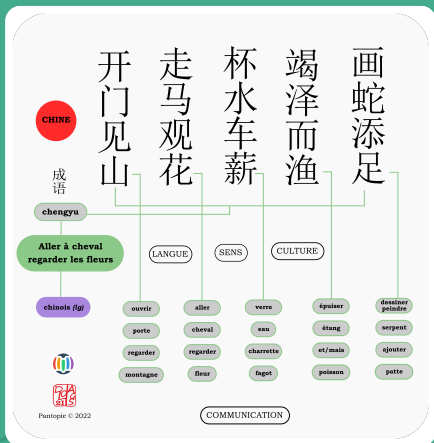 开门见山
走马观花
杯水车薪
竭泽而渔
画蛇添足
CHINE
成语
chengyu
Aller à cheval
regarder les fleurs
LANGUE
SENS
CULTURE
chinois (lg)
ouvrir
porte
regarder
montagne
aller
cheval
regarder
fleur
verre
eau
charrette
fagot
épuiser
étang
et/mais
poisson
dessiner
peindre
serpent
ajouter
patte
Pantopie © 2022
COMMUNICATION